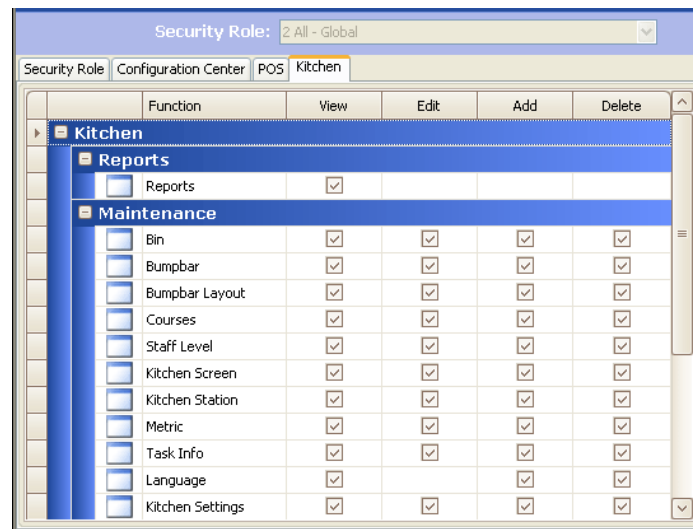 Security Role: 2 All - Global
Security Role Configuration Center POS Kitchen
Function View Edit Add Delete
Kitchen
Reports
Reports
Maintenance
Bin
Bumpbar
Bumpbar Layout
Courses
Staff Level
Kitchen Screen
Kitchen Station
Metric
Task Info
Language
Kitchen Settings